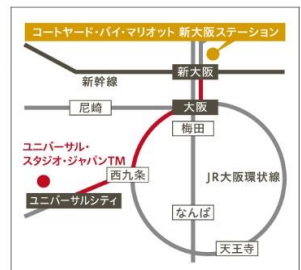 コートヤード・バイ・マリオット 新大阪ステーション
新幹線
新大阪
尼崎
大阪
梅田
ユニバーサル・
スタジオ・ジャパンTM
西九条
JR大阪環状線
ユニバーサルシティ
なんば
天王寺